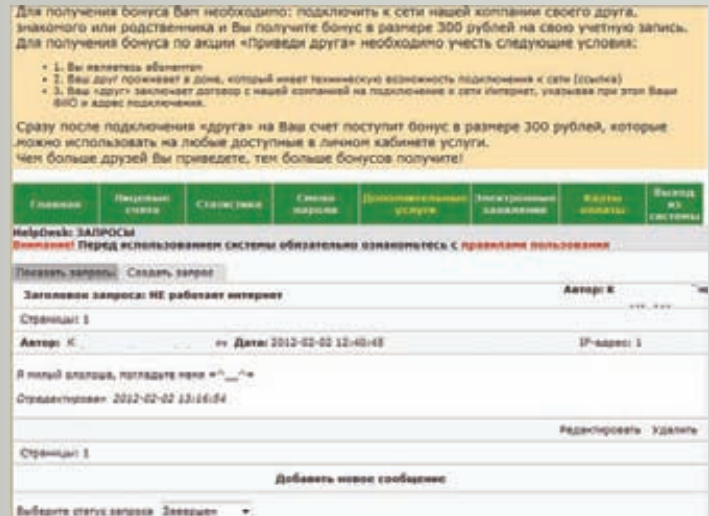 Для получения бонуса Вам необходимо: подключить к сети нашей компании своего друга,
знакомого или родственника и Вы получите бонус в размере 300 рублей на свою учетную запись.
Для получения бонуса по акции «Приведи друга» необходимо учесть следующие условия:
• 1. Вы являетесь абонентом
• 2. Ваш друг проживает в доме, который имеет техническую возможность подключения к сети (ссылка)
• 3. Ваш «друг» заключает договор с нашей компанией на подключение к сети Интернет, указывая при этом Ваши
ФИО и адрес подключения.
Сразу после подключения «друга» на Ваш счет поступит бонус в размере 300 рублей, которые
можно использовать на любые доступные в личном кабинете услуги.
Чем больше друзей Вы приведете, тем больше бонусов получите!
Главная Лицевые счета Статистика Смена пароля Дополнительные услуги Электронные заявления Карты оплаты Выход из системы
HelpDesk: ЗАПРОСЫ
Внимание! Перед использованием системы обязательно ознакомьтесь с правилами пользования
Показать запросы Создать запрос
Заголовок запроса: НЕ работает интернет Автор: К
Страницы: 1
Автор: К Дата: 2012-02-02 12:40:45 IP-адрес: 1
Я милый апапоша, погладьте меня =^__^=
Отредактирован 2012-02-02 13:16:54
Редактировать Удалить
Страницы: 1
Добавить новое сообщение
Выберите статус запроса Завершен